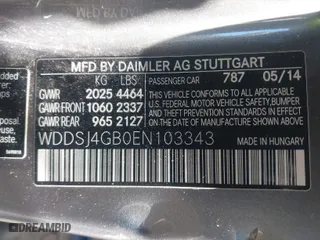 MFD BY DAIMLER AG STUTTGART
KG LBS. PASSENGER CAR 787 05/14
GVWR 2025 4464
GAWR FRONT 1060 2337
GAWR REAR 965 2127
THIS VEHICLE CONFORMS TO ALL APPLICABLE
U.S. FEDERAL MOTOR VEHICLE SAFETY, BUMPER, AND
THEFT PREVENTION STANDARDS IN EFFECT ON THE
DATE OF MANUFACTURE SHOWN ABOVE.
WDDSJ4GB0EN103343 MADE IN HUNGARY